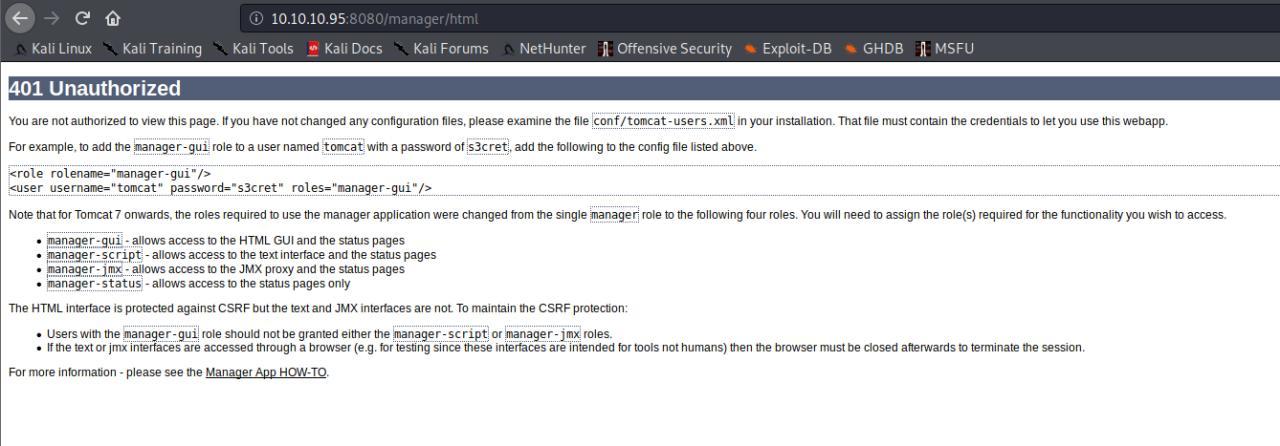 10.10.10.95:8080/manager/html
Kali Linux Kali Training Kali Tools Kali Docs Kali Forums NetHunter Offensive Security Exploit-DB GHDB MSFU
401 Unauthorized
You are not authorized to view this page. If you have not changed any configuration files, please examine the file conf/tomcat-users.xml in your installation. That file must contain the credentials to let you use this webapp.
For example, to add the manager-gui role to a user named tomcat with a password of s3cret, add the following to the config file listed above.
<role rolename="manager-gui"/>
<user username="tomcat" password="s3cret" roles="manager-gui"/>
Note that for Tomcat 7 onwards, the roles required to use the manager application were changed from the single manager role to the following four roles. You will need to assign the role(s) required for the functionality you wish to access.
• manager-gui - allows access to the HTML GUI and the status pages
• manager-script - allows access to the text interface and the status pages
• manager-jmx - allows access to the JMX proxy and the status pages
• manager-status - allows access to the status pages only
The HTML interface is protected against CSRF but the text and JMX interfaces are not. To maintain the CSRF protection:
• Users with the manager-gui role should not be granted either the manager-script or manager-jmx roles.
• If the text or jmx interfaces are accessed through a browser (e.g. for testing since these interfaces are intended for tools not humans) then the browser must be closed afterwards to terminate the session.
For more information - please see the Manager App HOW-TO.